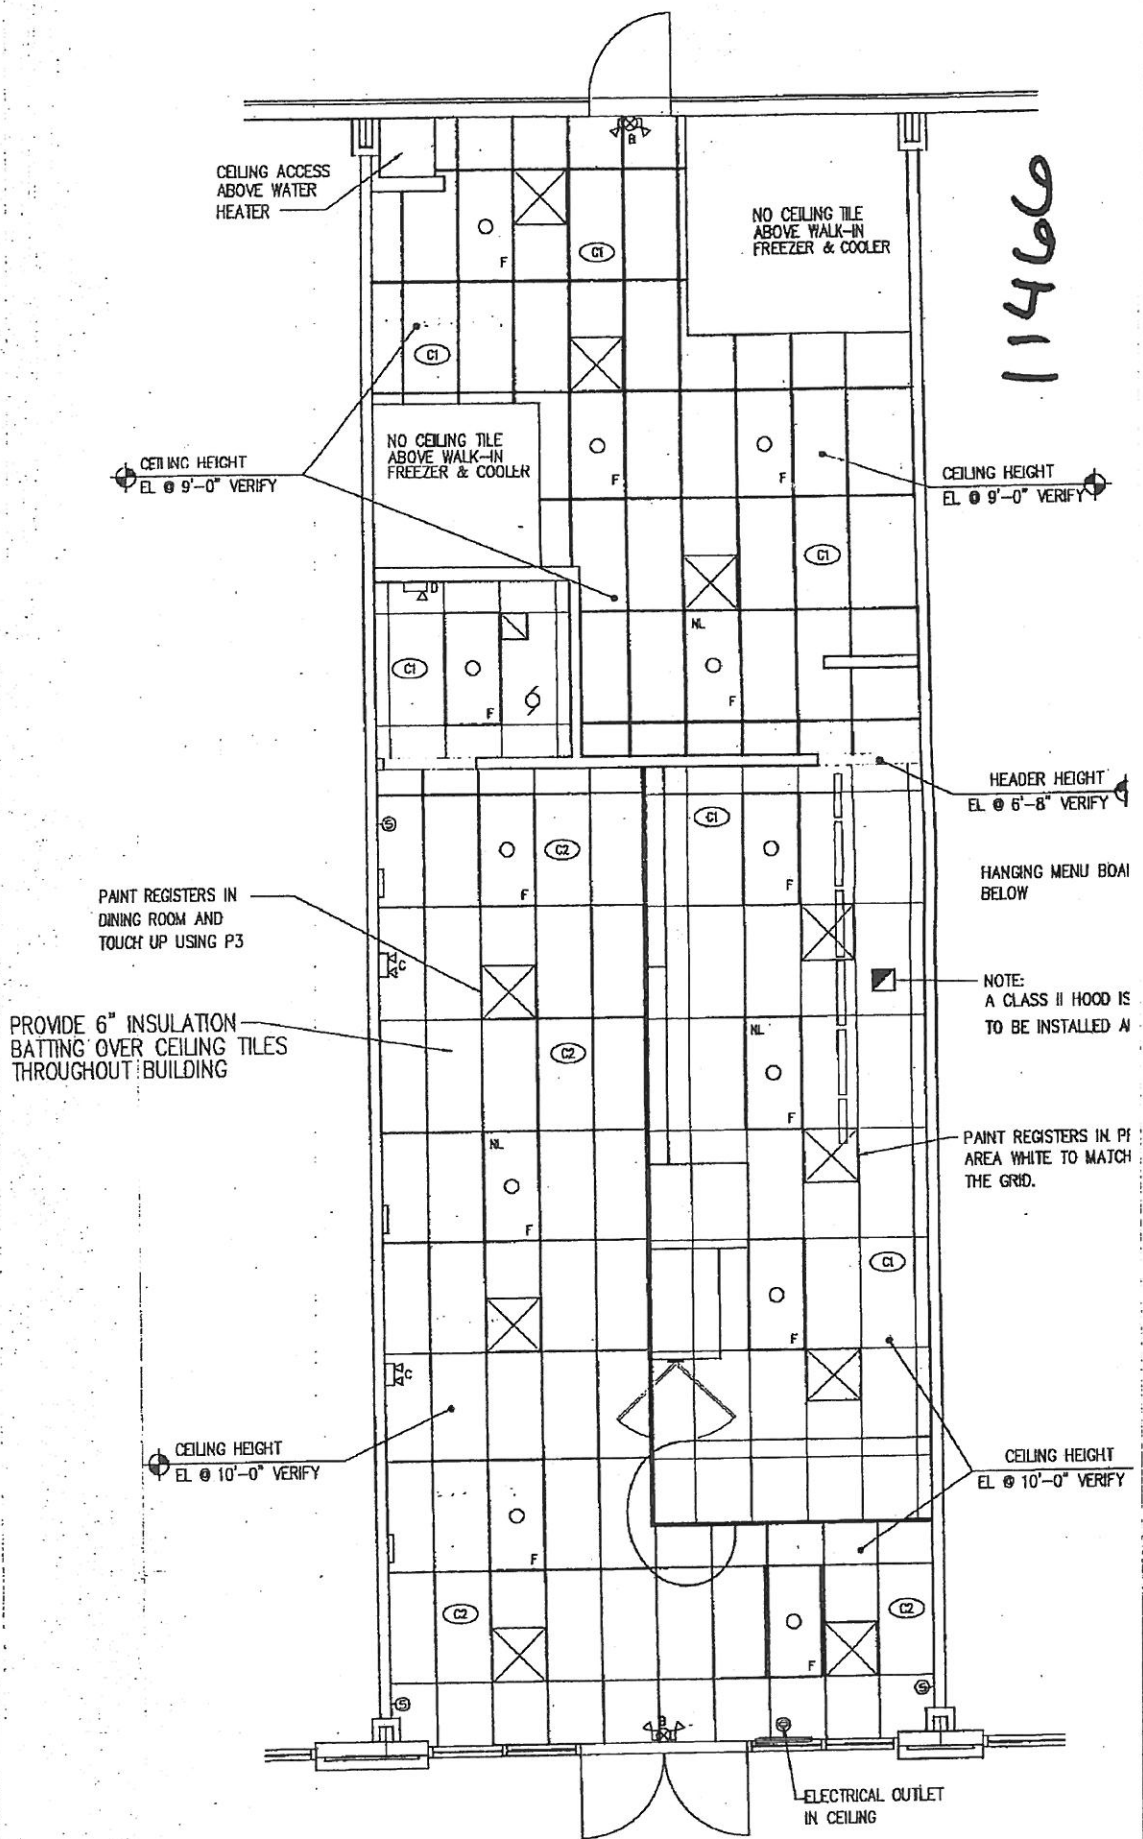 B
CEILING ACCESS
ABOVE WATER
HEATER
NO CEILING TILE
ABOVE WALK-IN
FREEZER & COOLER
11466
F
C1
C1
NO CEILING TILE
ABOVE WALK-IN
FREEZER & COOLER
F
F
CEILING HEIGHT
EL @ 9'-0" VERIFY
CEILING HEIGHT
EL @ 9'-0" VERIFY
C1
D
NL
C1
F
F
HEADER HEIGHT
EL @ 6'-8" VERIFY
S
C2
C1
F
F
HANGING MENU
BELOW
PAINT REGISTERS IN
DINING ROOM AND
TOUCH UP USING P3
C
NOTE:
A CLASS II HOOD IS
TO BE INSTALLED
PROVIDE 6" INSULATION
BATTING OVER CEILING TILES
THROUGHOUT BUILDING
C2
NL
F
NL
F
PAINT REGISTERS IN
AREA WHITE TO MATCH
THE GRID.
C1
F
C
CEILING HEIGHT
EL @ 10'-0" VERIFY
CEILING HEIGHT
EL @ 10'-0" VERIFY
F
C2
C2
F
S
S
B
ELECTRICAL OUTLET
IN CEILING